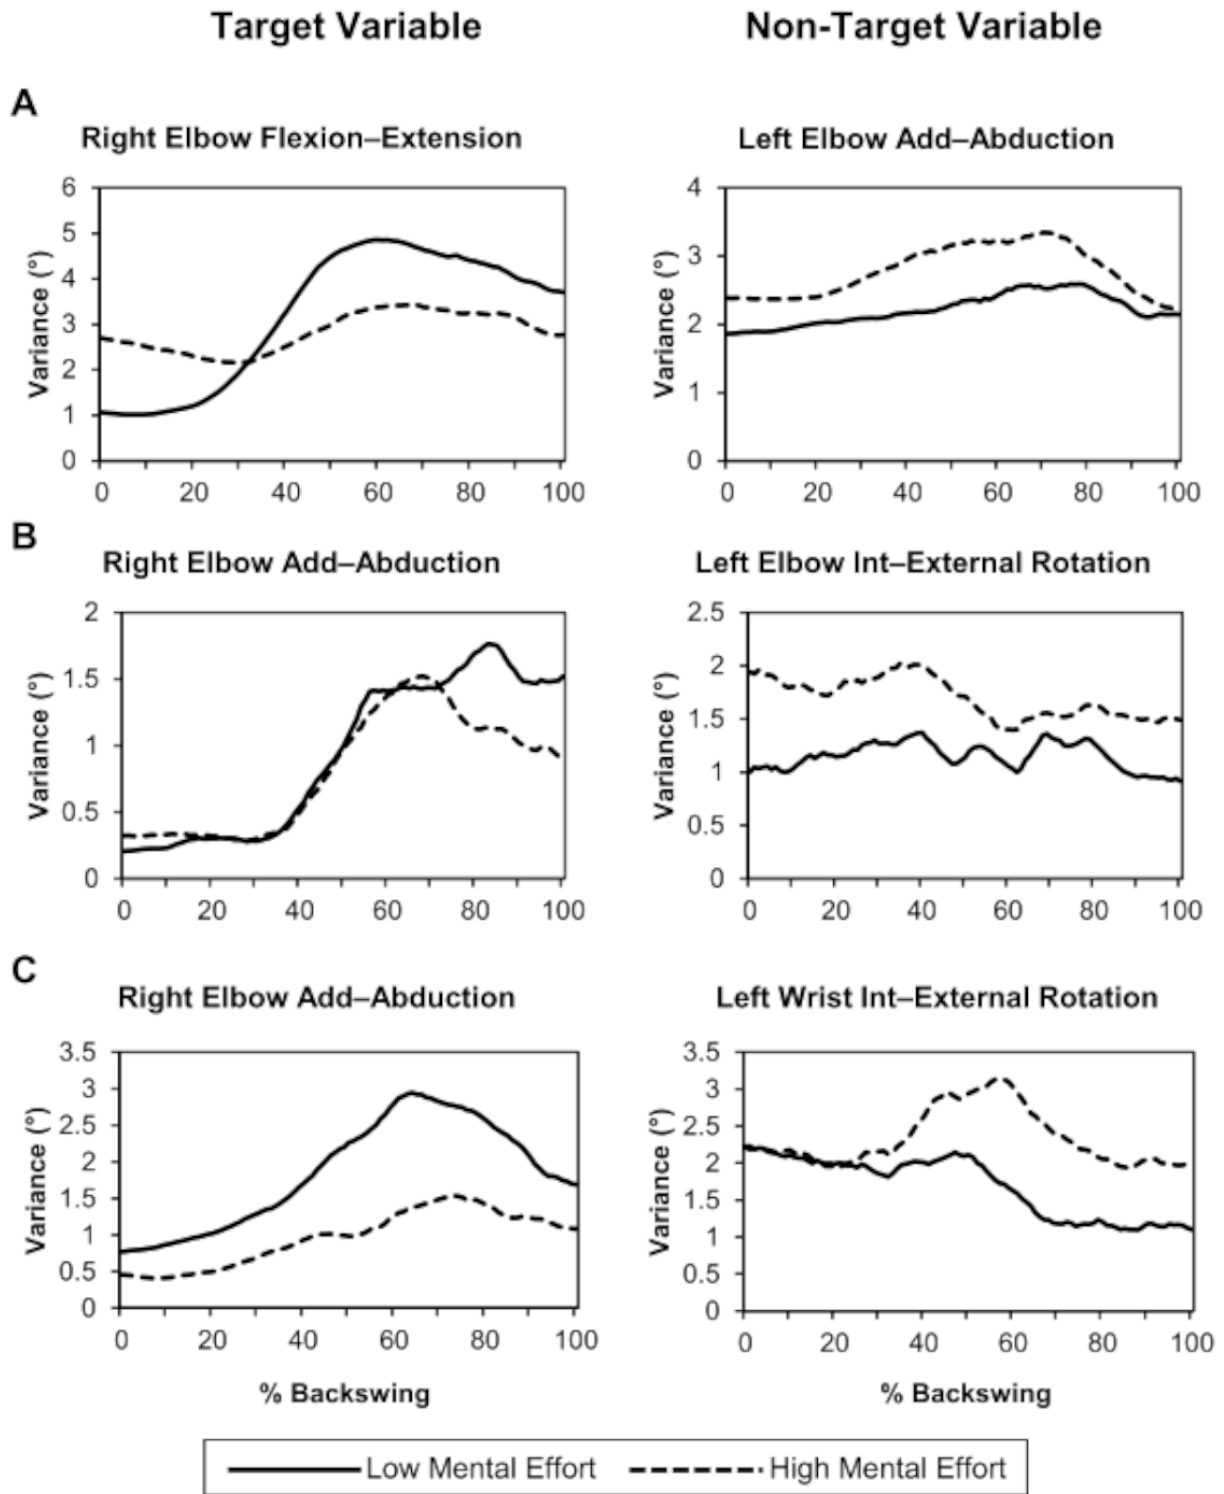 Target Variable
Non-Target Variable
A
Right Elbow Flexion–Extension
Left Elbow Add–Abduction
Variance (°)
6
5
4
3
2
1
0
0 20 40 60 80 100
Variance (°)
4
3
2
1
0
0 20 40 60 80 100
B
Right Elbow Add–Abduction
Left Elbow Int–External Rotation
Variance (°)
2
1.5
1
0.5
0
0 20 40 60 80 100
Variance (°)
2.5
2
1.5
1
0.5
0
0 20 40 60 80 100
C
Right Elbow Add–Abduction
Left Wrist Int–External Rotation
Variance (°)
3.5
3
2.5
2
1.5
1
0.5
0
0 20 40 60 80 100
% Backswing
Variance (°)
3.5
3
2.5
2
1.5
1
0.5
0
0 20 40 60 80 100
% Backswing
Low Mental Effort
High Mental Effort